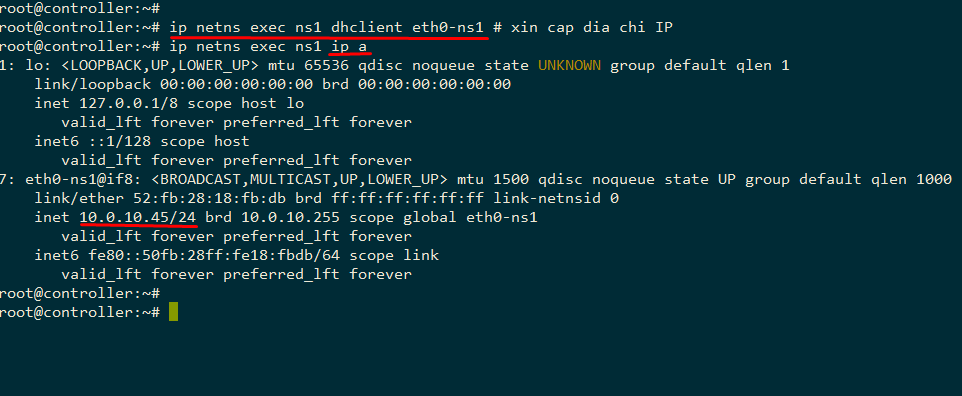 root@controller:~#
root@controller:~# ip netns exec ns1 dhclient eth0-ns1 # xin cap dia chi IP
root@controller:~# ip netns exec ns1 ip a
1: lo: <LOOPBACK,UP,LOWER_UP> mtu 65536 qdisc noqueue state UNKNOWN group default qlen 1
    link/loopback 00:00:00:00:00:00 brd 00:00:00:00:00:00
    inet 127.0.0.1/8 scope host lo
       valid_lft forever preferred_lft forever
    inet6 ::1/128 scope host
       valid_lft forever preferred_lft forever
7: eth0-ns1@if8: <BROADCAST,MULTICAST,UP,LOWER_UP> mtu 1500 qdisc noqueue state UP group default qlen 1000
    link/ether 52:fb:28:18:fb:db brd ff:ff:ff:ff:ff:ff link-netnsid 0
    inet 10.0.10.45/24 brd 10.0.10.255 scope global eth0-ns1
       valid_lft forever preferred_lft forever
    inet6 fe80::50fb:28ff:fe18:fbdb/64 scope link
       valid_lft forever preferred_lft forever
root@controller:~#
root@controller:~#